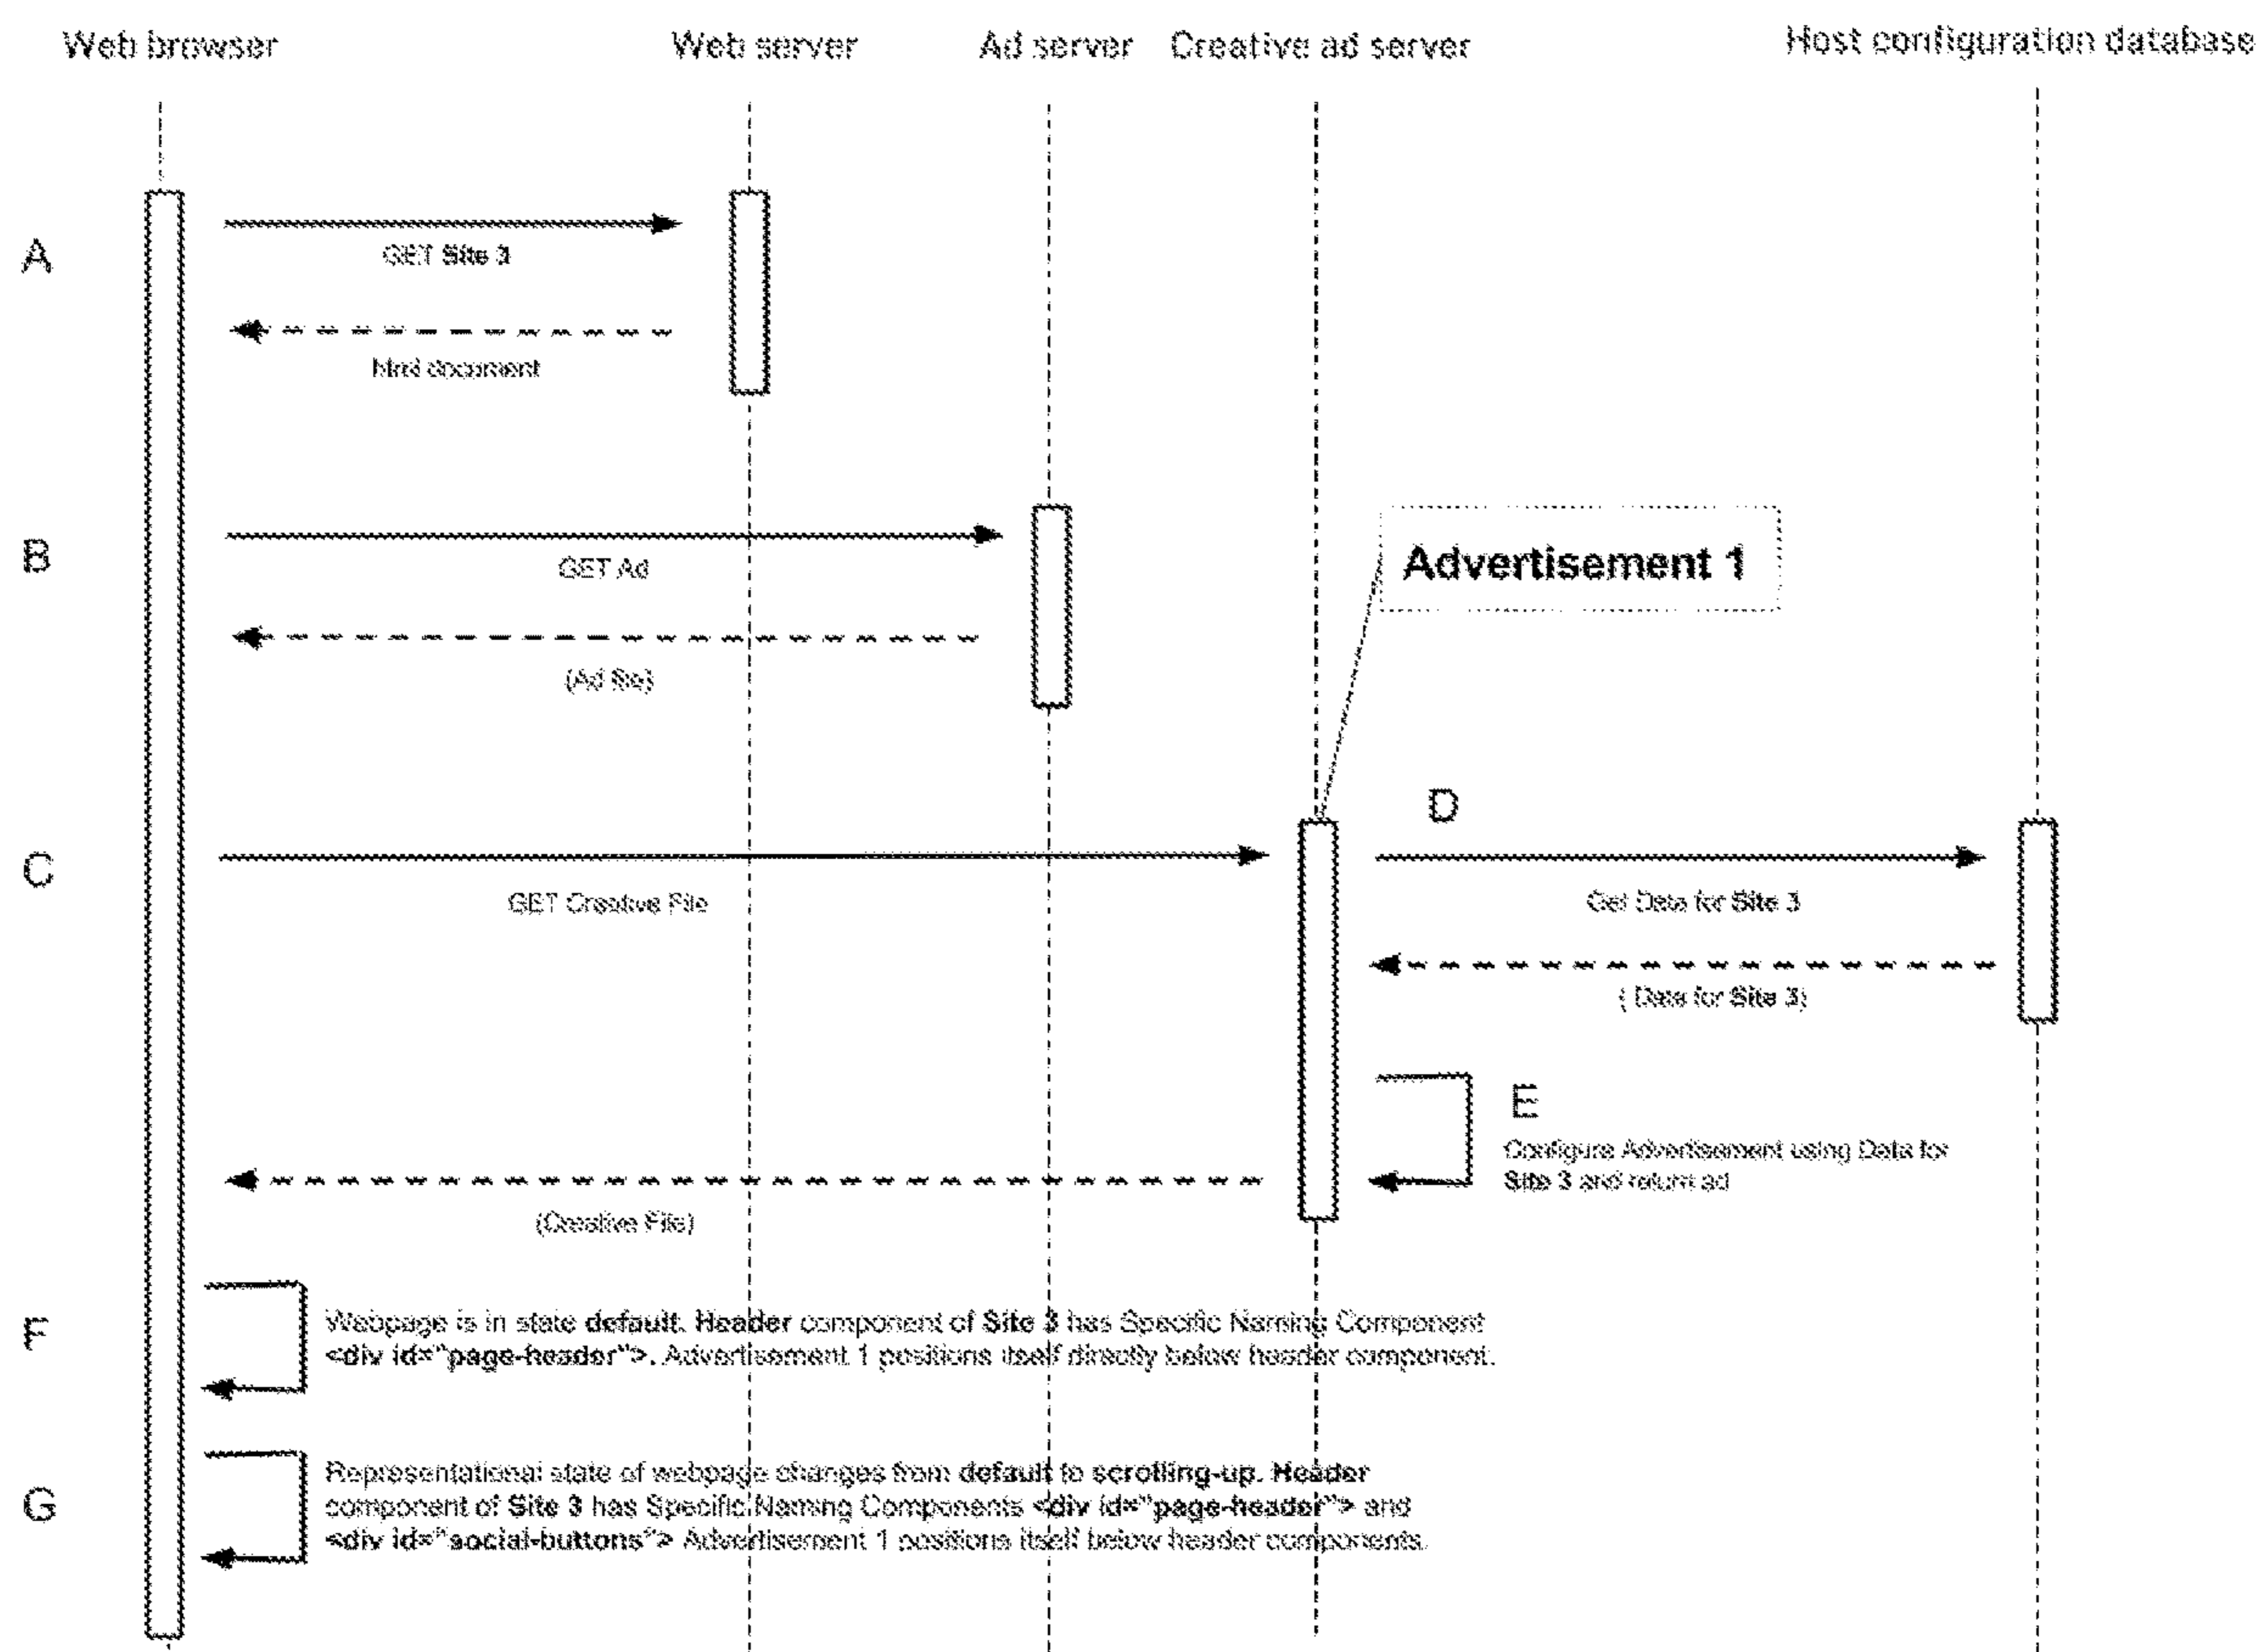 Web browser
Web server
Ad server
Creative ad server
Host configuration database
A
GET Site 3
html document
B
GET Ad
(Ad file)
Advertisement 1
C
GET Creative File
D
Get Data for Site 3
( Data for Site 3)
E
Configure Advertisement using Data for
Site 3 and return ad
(Creative File)
F
Webpage is in state default. Header component of Site 3 has Specific Naming Component
<div id="page-header">. Advertisement 1 positions itself directly below header component.
G
Representational state of webpage changes from default to scrolling-up. Header
component of Site 3 has Specific Naming Components <div id="page-header"> and
<div id="social-buttons"> Advertisement 1 positions itself below header components.